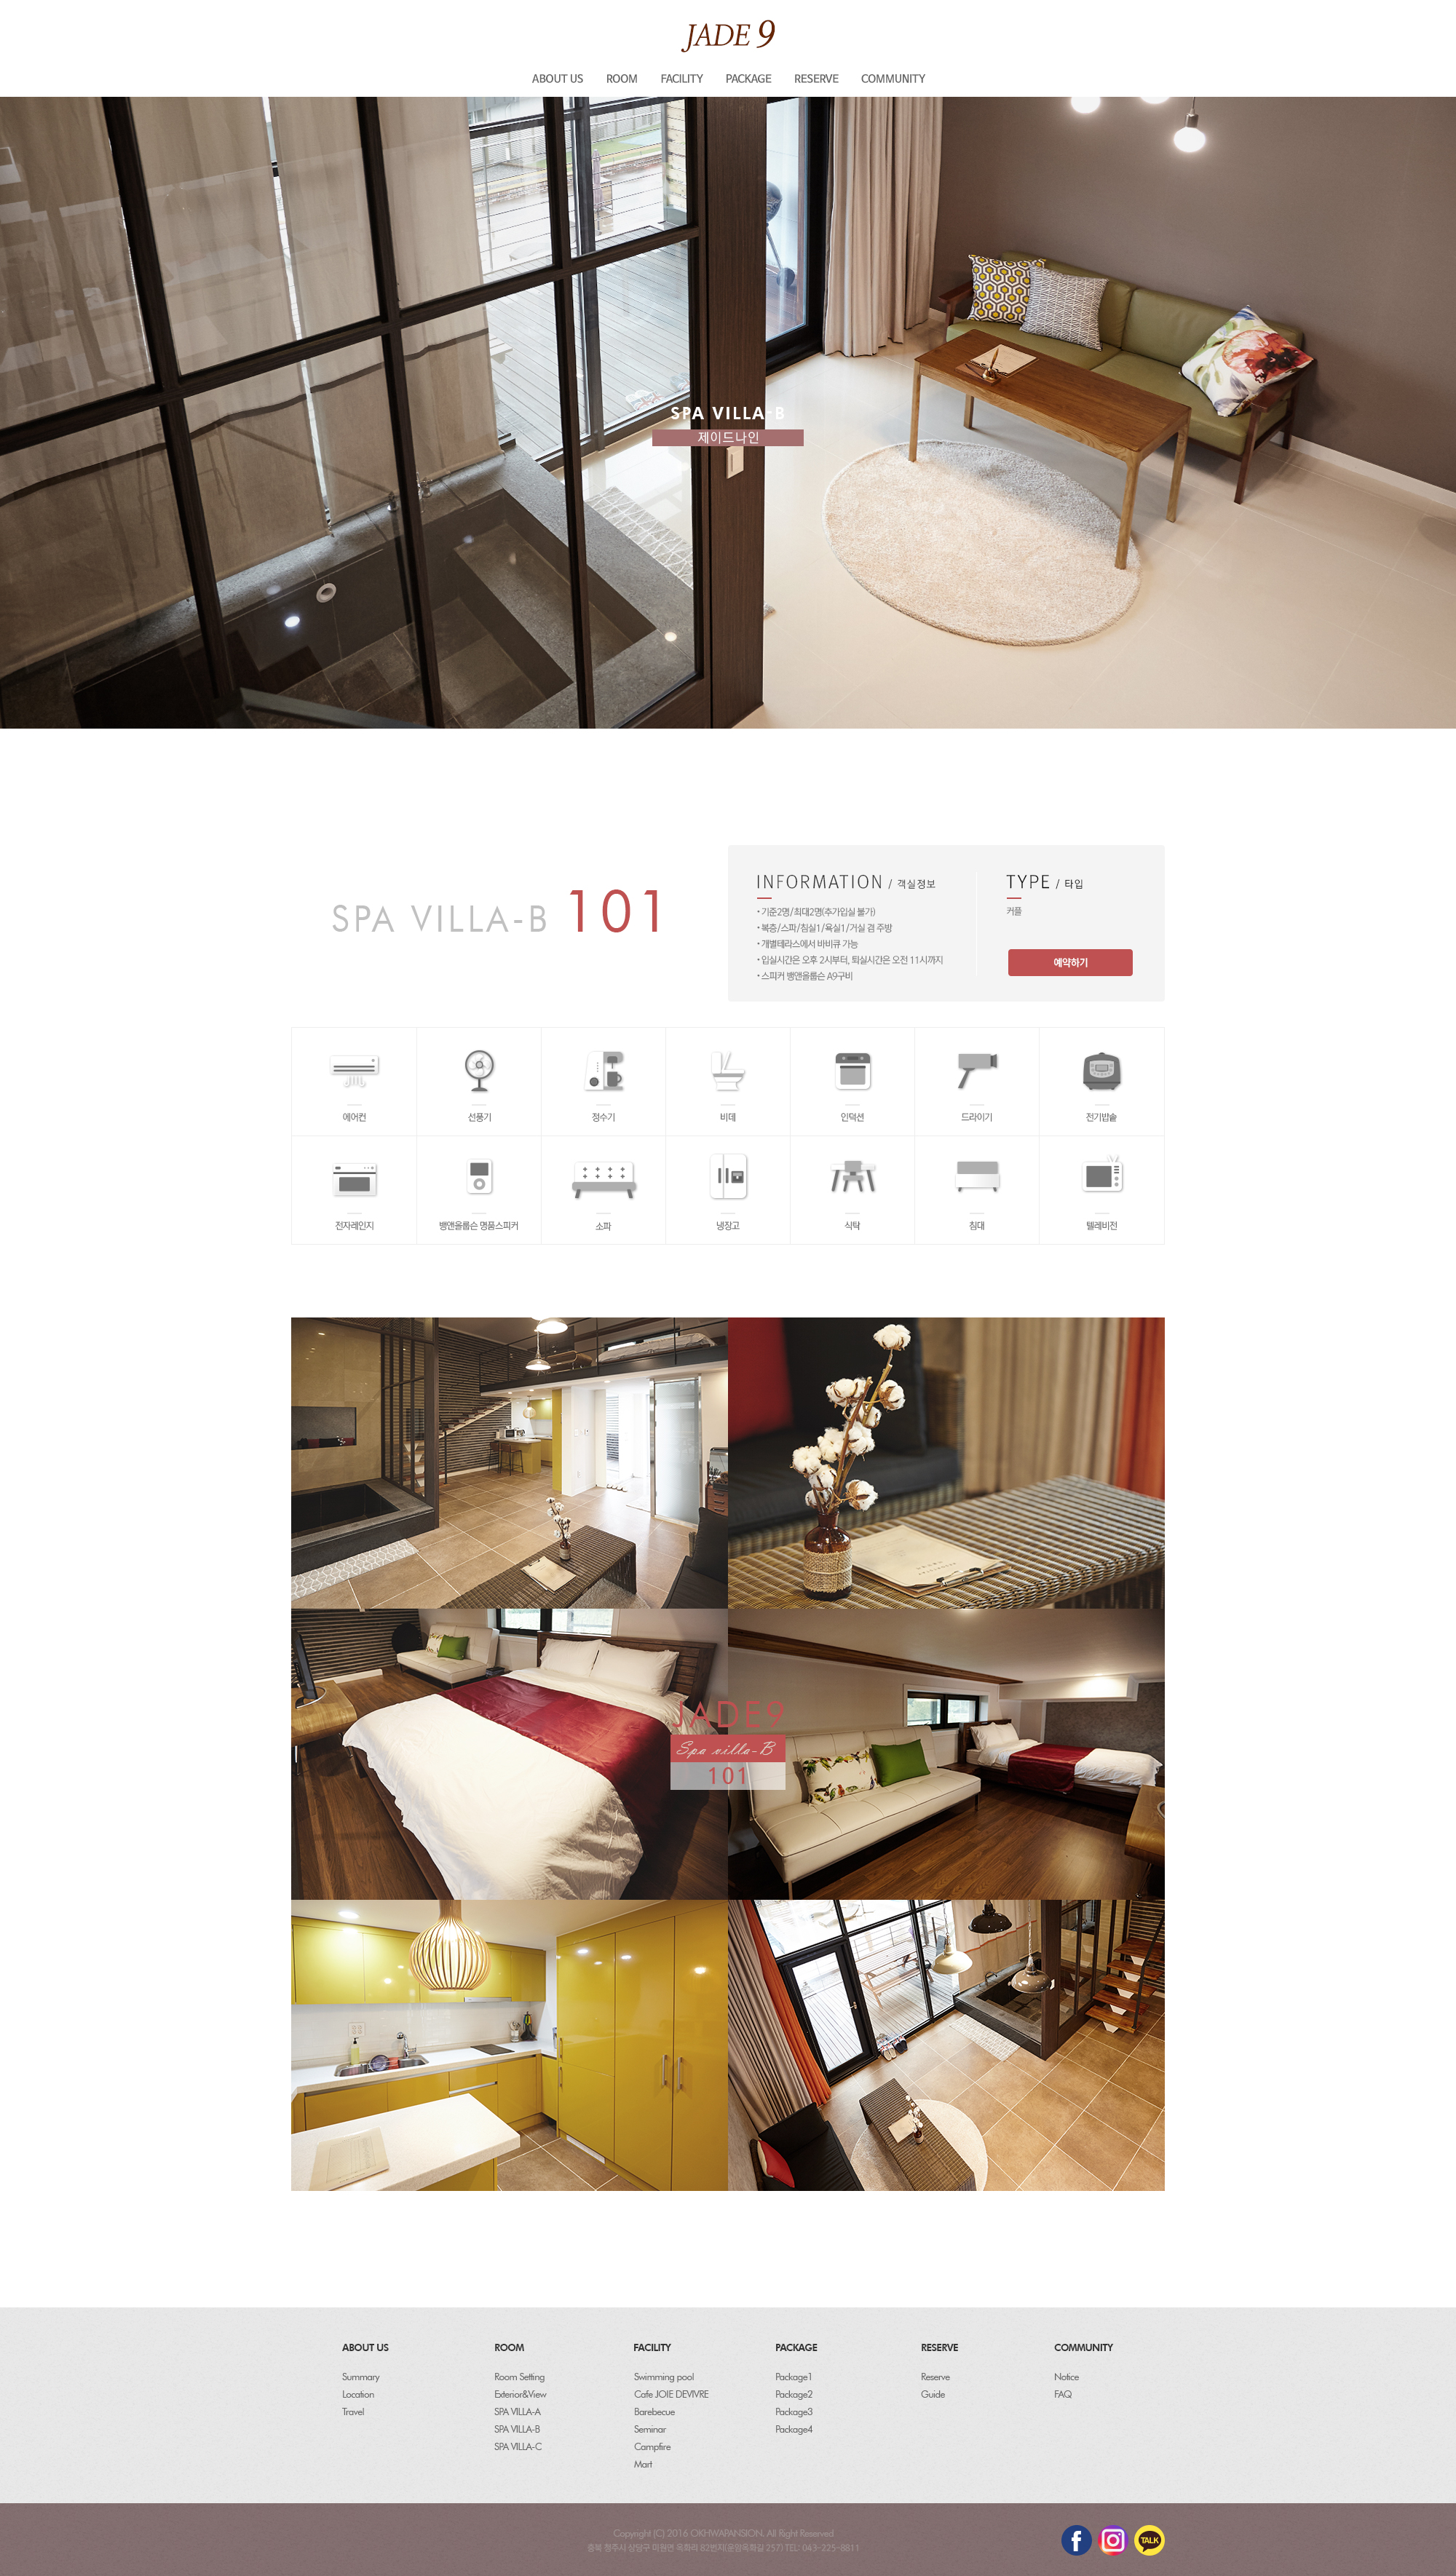 JADE 9
ABOUT US ROOM FACILITY PACKAGE RESERVE COMMUNITY
SPA VILLA-B
제이드나인
SPA VILLA-B 101
INFORMATION / 객실정보
• 기준2명/최대2명(추가입실 불가)
• 복층/스파/침실1/욕실1/거실 겸 주방
• 개별테라스에서 바비큐 가능
• 입실시간은 오후 2시부터, 퇴실시간은 오전 11시까지
• 스피커 뱅앤올룹슨 A9구비
TYPE / 타입
커플
예약하기
에어컨 선풍기 정수기 비데 인덕션 드라이기 전기밥솥
전자레인지 뱅앤올룹슨 명품스피커 소파 냉장고 식탁 침대 텔레비전
JADE9
Spa villa-B
101
ABOUT US
Summary
Location
Travel
ROOM
Room Setting
Exterior&View
SPA VILLA-A
SPA VILLA-B
SPA VILLA-C
FACILITY
Swimming pool
Cafe JOIE DEVIVRE
Barebecue
Seminar
Campfire
Mart
PACKAGE
Package1
Package2
Package3
Package4
RESERVE
Reserve
Guide
COMMUNITY
Notice
FAQ
Copyright (C) 2016 OKHWAPANSION. All Right Reserved
충북 청주시 상당구 미원면 옥화리 82번지(운암옥화길 257) TEL: 043-225-8811
TALK